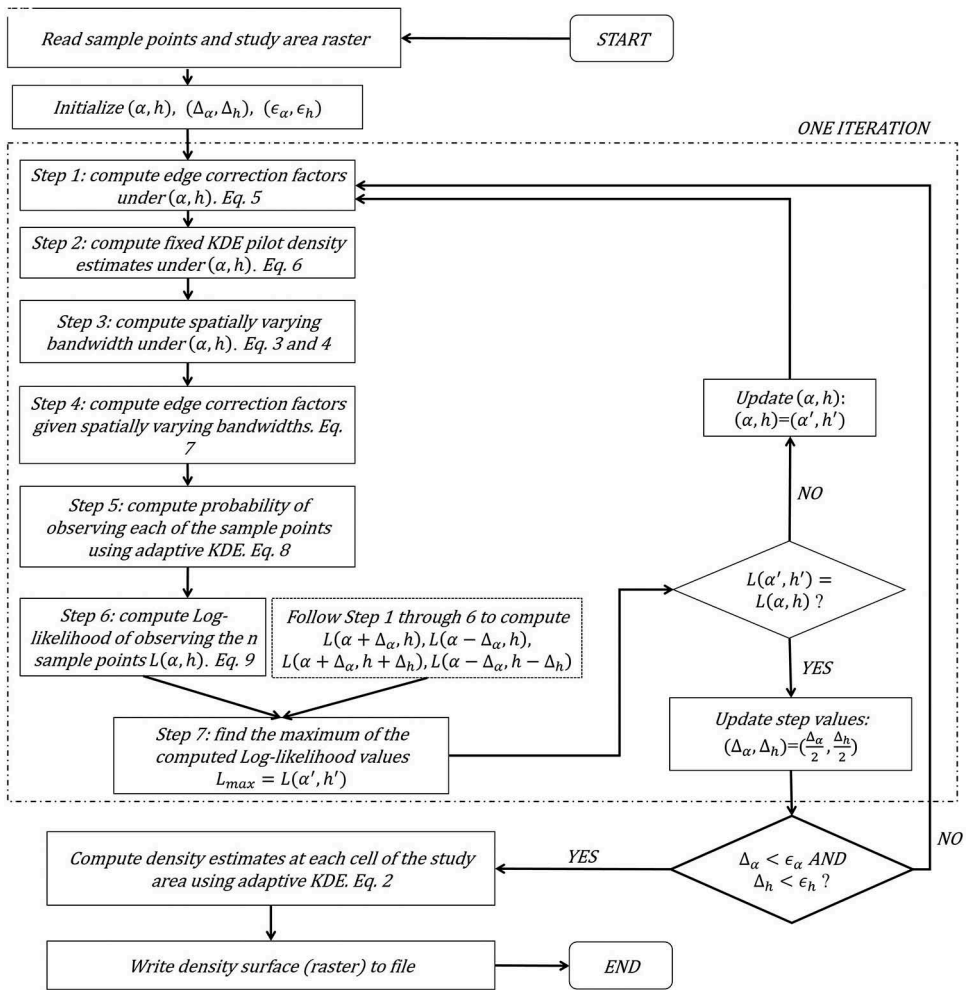 START
Read sample points and study area raster
Initialize (α, h), (Δ_α, Δ_h), (ϵ_α, ϵ_h)
ONE ITERATION
Step 1: compute edge correction factors
under (α, h). Eq. 5
Step 2: compute fixed KDE pilot density
estimates under (α, h). Eq. 6
Step 3: compute spatially varying
bandwidth under (α, h). Eq. 3 and 4
Step 4: compute edge correction factors
given spatially varying bandwidths. Eq.
7
Step 5: compute probability of
observing each of the sample points
using adaptive KDE. Eq. 8
Step 6: compute Log-
likelihood of observing the n
sample points L(α, h). Eq. 9
Follow Step 1 through 6 to compute
L(α + Δ_α, h), L(α − Δ_α, h),
L(α + Δ_α, h + Δ_h), L(α − Δ_α, h − Δ_h)
Step 7: find the maximum of the
computed Log-likelihood values
L_max = L(α′, h′)
L(α′, h′) =
L(α, h) ?
NO
Update (α, h):
(α, h)=(α′, h′)
YES
Update step values:
(Δ_α, Δ_h)=(Δ_α/2, Δ_h/2)
Δ_α < ϵ_α AND
Δ_h < ϵ_h ?
NO
YES
Compute density estimates at each cell of the study
area using adaptive KDE. Eq. 2
Write density surface (raster) to file
END